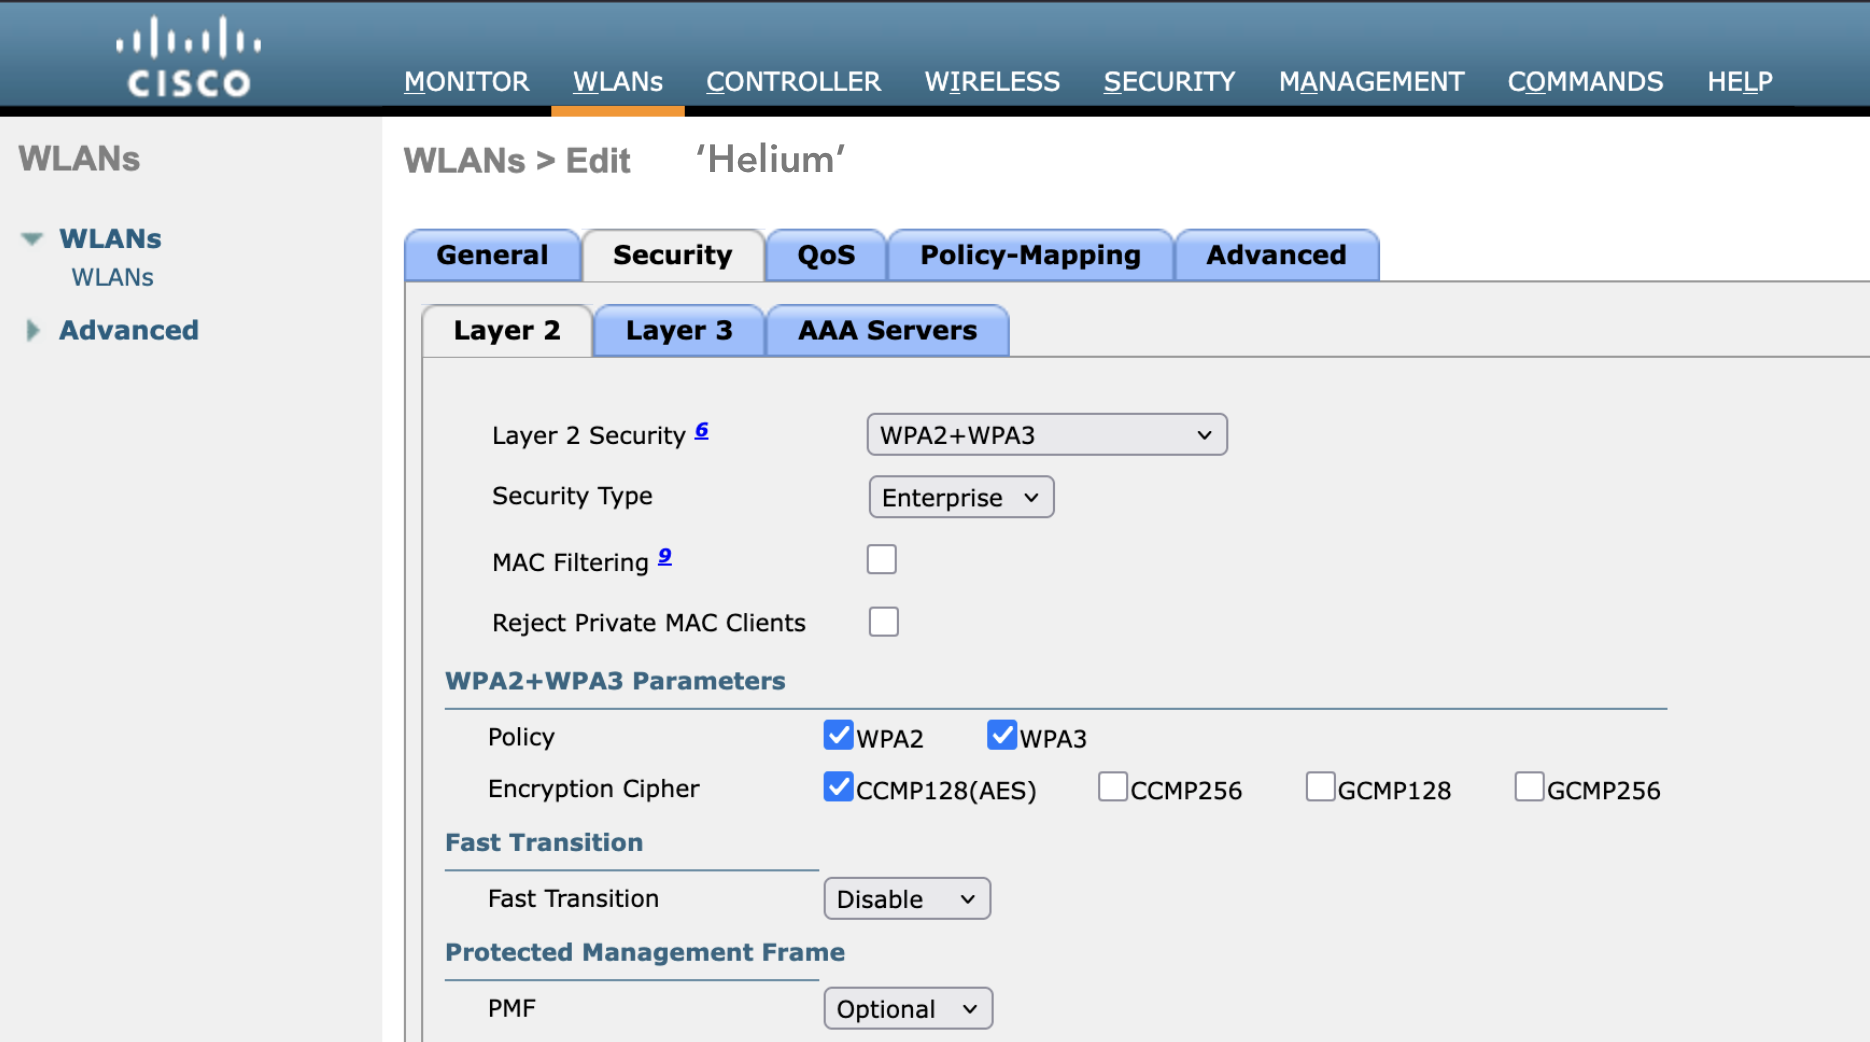 CISCO
MONITOR WLANs CONTROLLER WIRELESS SECURITY MANAGEMENT COMMANDS HELP
WLANs
WLANs > Edit 'Helium'
WLANs
WLANs
Advanced
General Security QoS Policy-Mapping Advanced
Layer 2 Layer 3 AAA Servers
Layer 2 Security 6 WPA2+WPA3
Security Type Enterprise
MAC Filtering 9
Reject Private MAC Clients
WPA2+WPA3 Parameters
Policy WPA2 WPA3
Encryption Cipher CCMP128(AES) CCMP256 GCMP128 GCMP256
Fast Transition
Fast Transition Disable
Protected Management Frame
PMF Optional